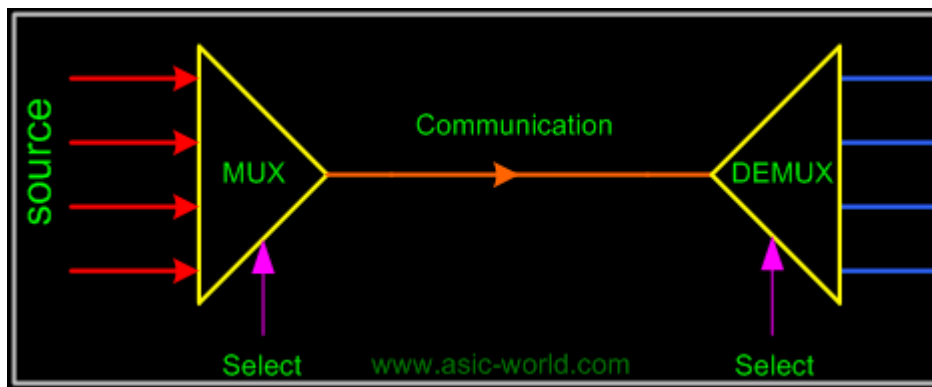 source
Communication
MUX
DEMUX
Select
www.asic-world.com
Select